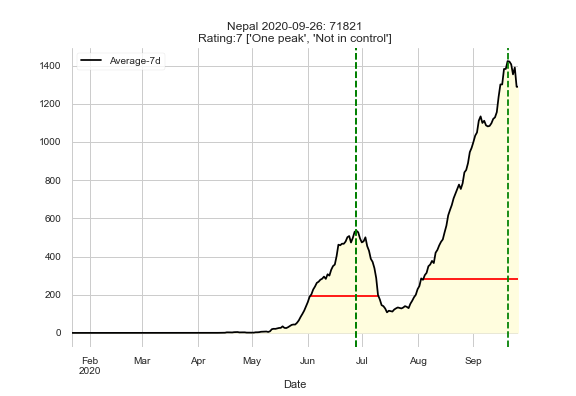 Nepal 2020-09-26: 71821
Rating:7 ['One peak', 'Not in control']
Average-7d
1400
1200
1000
800
600
400
200
0
Feb Mar Apr May Jun Jul Aug Sep
2020
Date